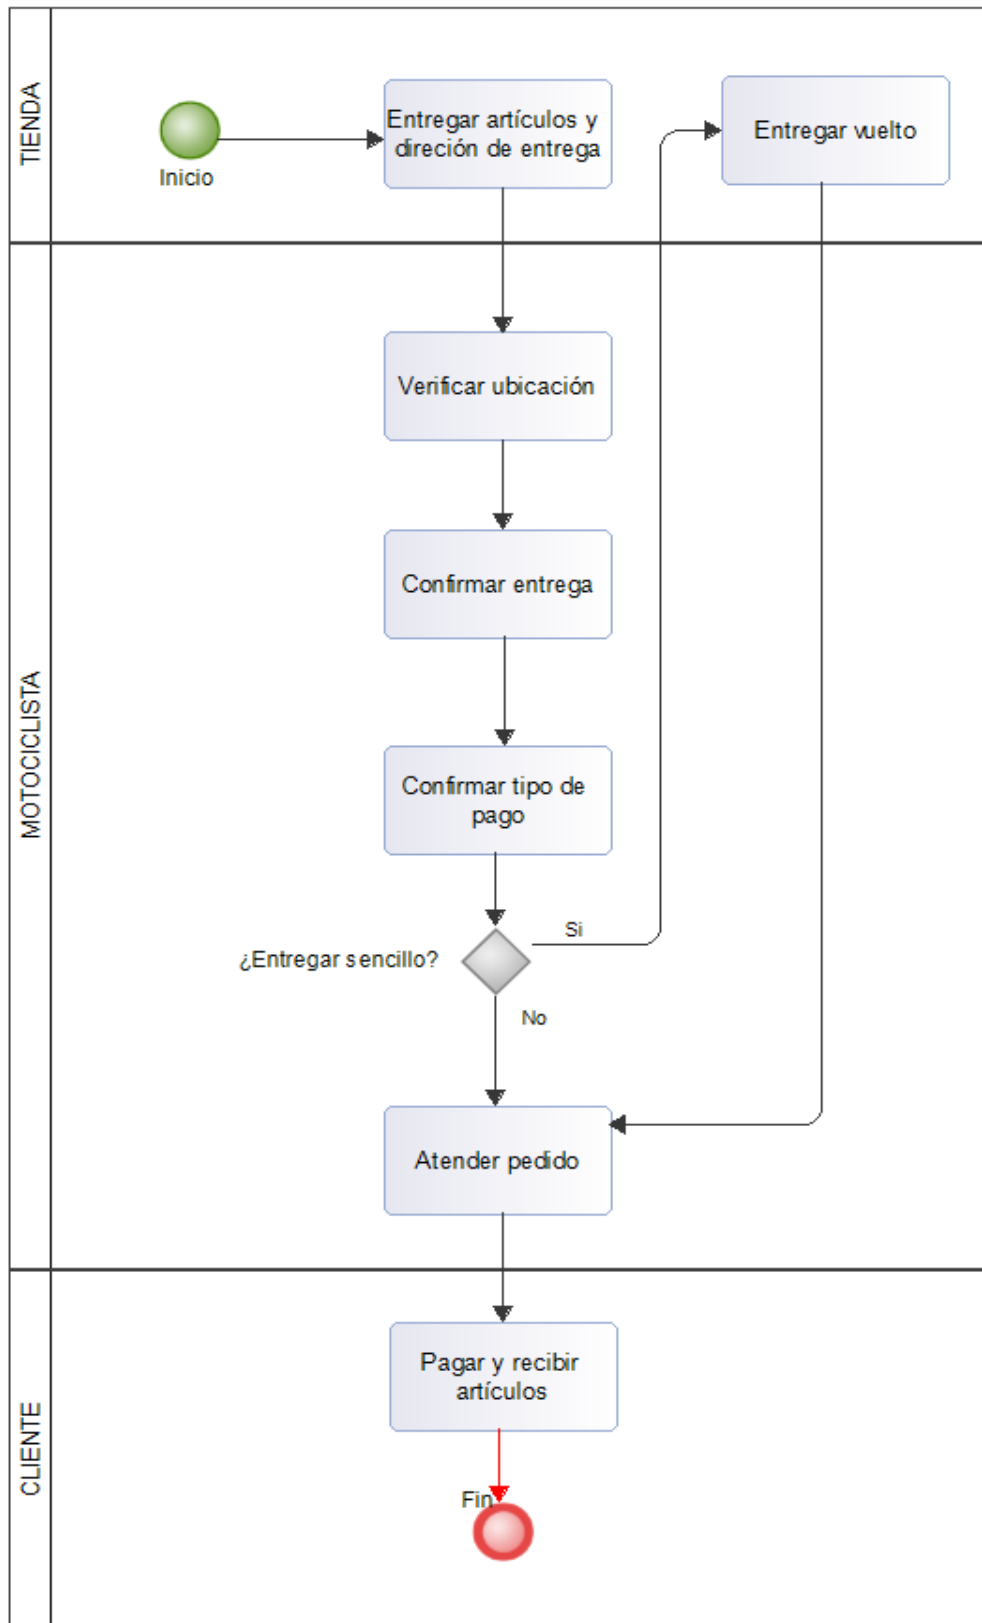 TIENDA
Inicio
Entregar artículos y
direción de entrega
Entregar vuelto
MOTOCICLISTA
Verificar ubicación
Confirmar entrega
Confirmar tipo de
pago
¿Entregar sencillo?
Si
No
Atender pedido
CLIENTE
Pagar y recibir
artículos
Fin